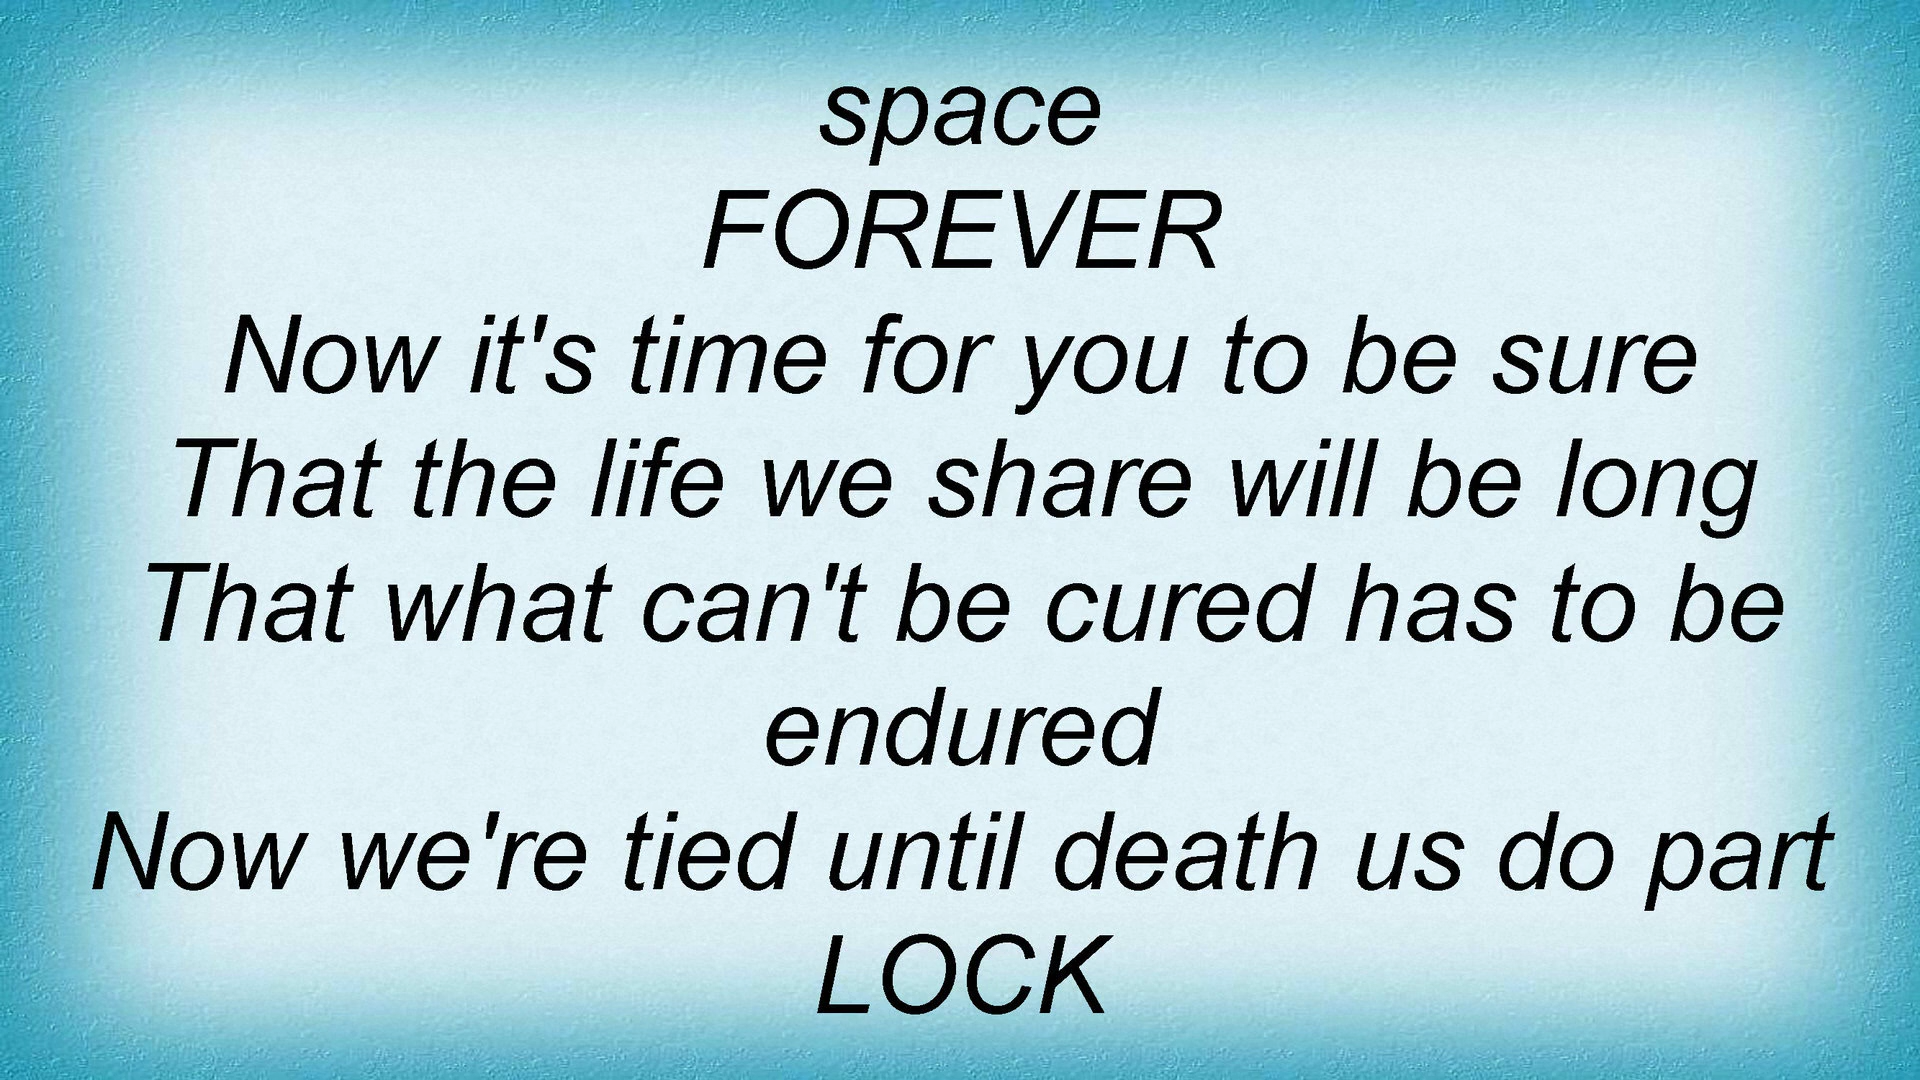 space
FOREVER
Now it's time for you to be sure
That the life we share will be long
That what can't be cured has to be
endured
Now we're tied until death us do part
LOCK